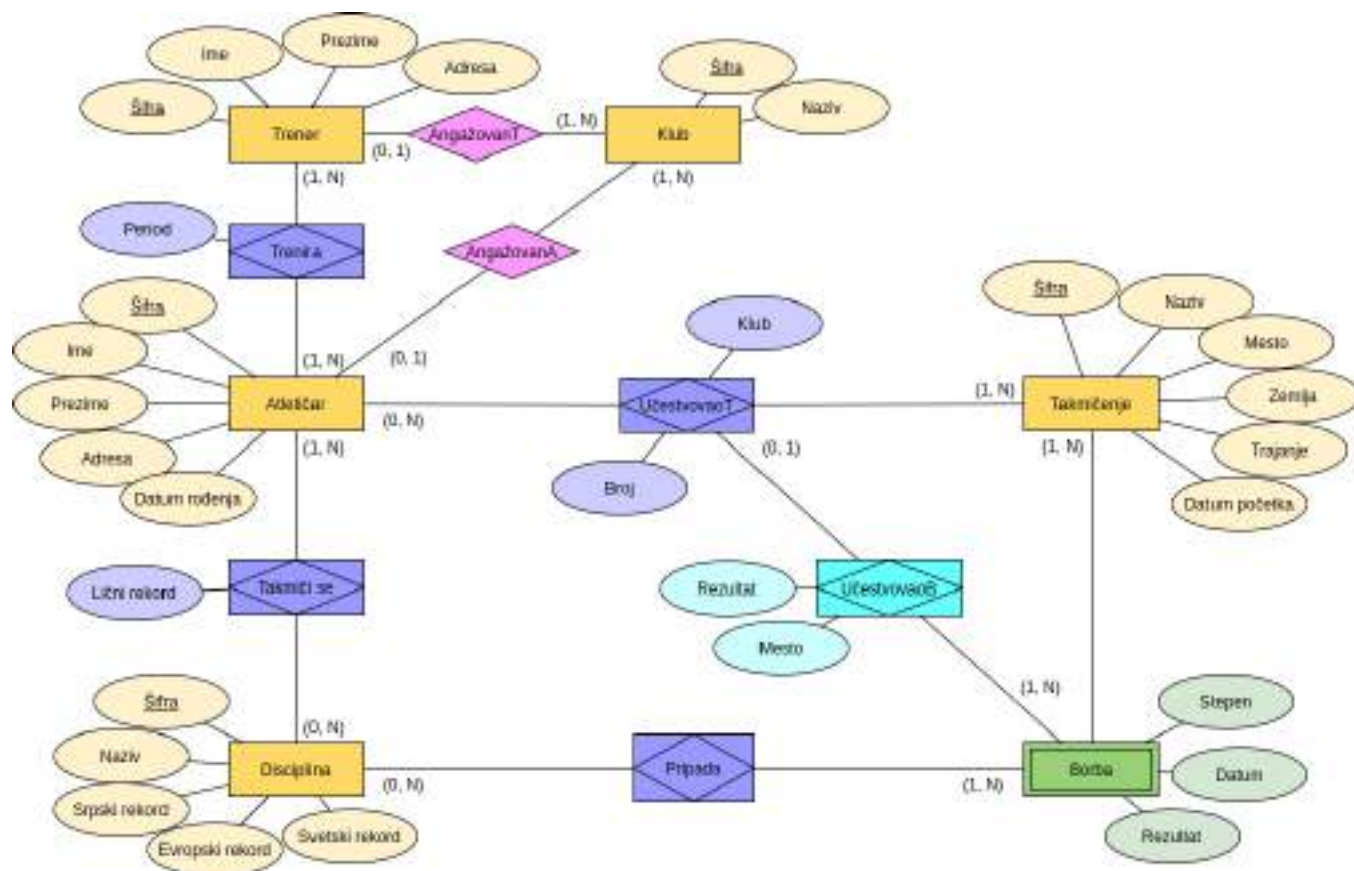 Prezime
Ime
Adresa
Šifra
Šifra
Naziv
Trener
AngažovanT
(1, N)
Klub
(0, 1)
(1, N)
(1, N)
Period
Trenira
AngažovanA
Šifra
Šifra
Naziv
Klub
Ime
Mesto
(1, N)
(0, 1)
Prezime
Atletičar
UčestvovaoT
(1, N)
Takmičenje
Zemlja
(0, N)
(1, N)
(0, 1)
(1, N)
Adresa
Trajanje
Broj
Datum rođenja
Datum početka
Lični rekord
Takmiči se
Rezultat
UčestvovaoB
Mesto
(1, N)
Šifra
Stepen
(0, N)
Naziv
Disciplina
Pripada
Borba
Datum
(0, N)
(1, N)
Srpski rekord
Evropski rekord
Svetski rekord
Rezultat